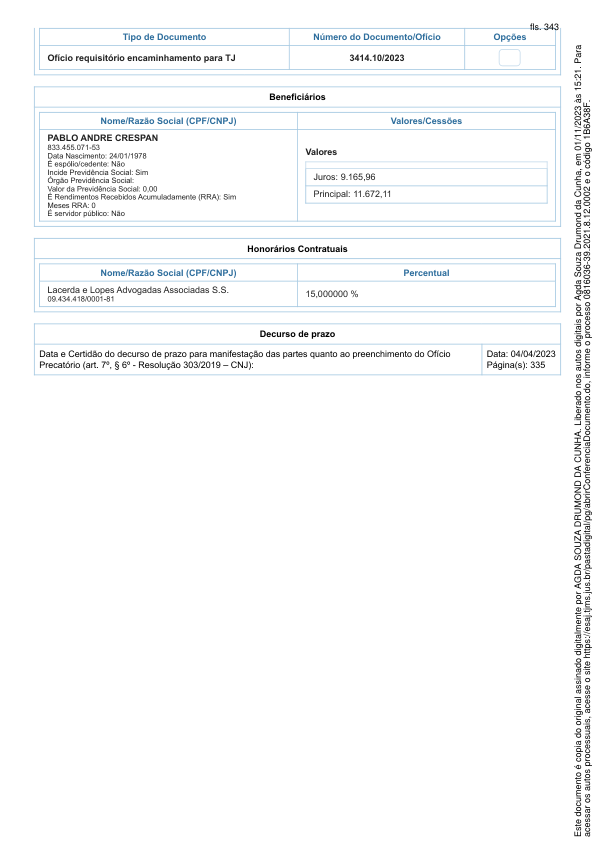 fls. 343
Tipo de Documento Número do Documento/Ofício Opções
Ofício requisitório encaminhamento para TJ 3414.10/2023
Beneficiários
Nome/Razão Social (CPF/CNPJ) Valores/Cessões
PABLO ANDRE CRESPAN
833.455.071-53
Data Nascimento: 24/01/1978
É espólio/cedente: Não
Incide Previdência Social: Sim
Órgão Previdência Social:
Valor da Previdência Social: 0,00
É Rendimentos Recebidos Acumuladamente (RRA): Sim
Meses RRA: 0
É servidor público: Não
Valores
Juros: 9.165,96
Principal: 11.672,11
Honorários Contratuais
Nome/Razão Social (CPF/CNPJ) Percentual
Lacerda e Lopes Advogadas Associadas S.S.
09.434.418/0001-81
15,000000 %
Decurso de prazo
Data e Certidão do decurso de prazo para manifestação das partes quanto ao preenchimento do Ofício
Precatório (art. 7º, § 6º - Resolução 303/2019 – CNJ):
Data: 04/04/2023
Página(s): 335
Este documento é copia do original assinado digitalmente por AGDA SOUZA DRUMOND DA CUNHA. Liberado nos autos digitais por Agda Souza Drumond da Cunha, em 01/11/2023 às 15:21. Para
acessar os autos processuais, acesse o site https://esaj.tjms.jus.br/pastadigital/pg/abrirConferenciaDocumento.do, informe o processo 0816036-39.2021.8.12.0002 e o código 1B6A38F.